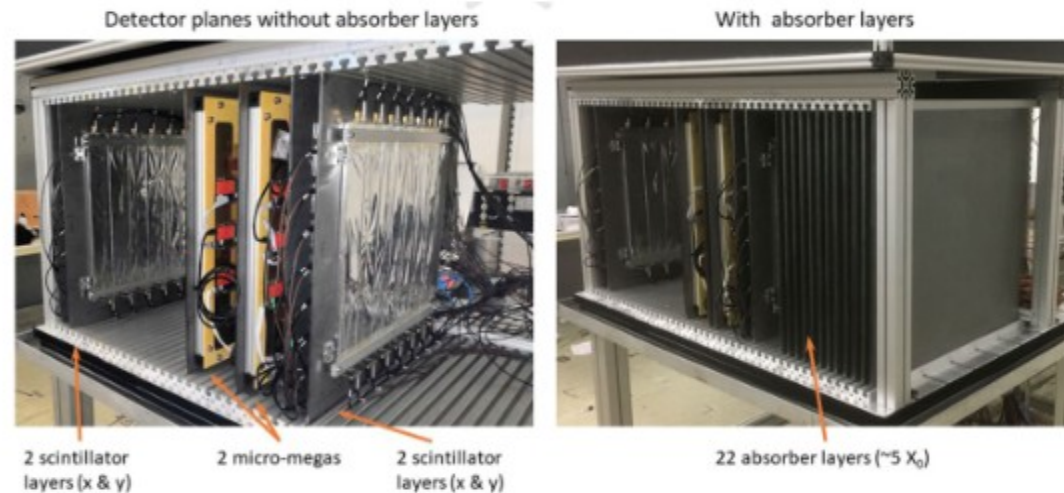 Detector planes without absorber layers
With absorber layers
2 scintillator
layers (x & y)
2 micro-megas
2 scintillator
layers (x & y)
22 absorber layers (~5 X₀)